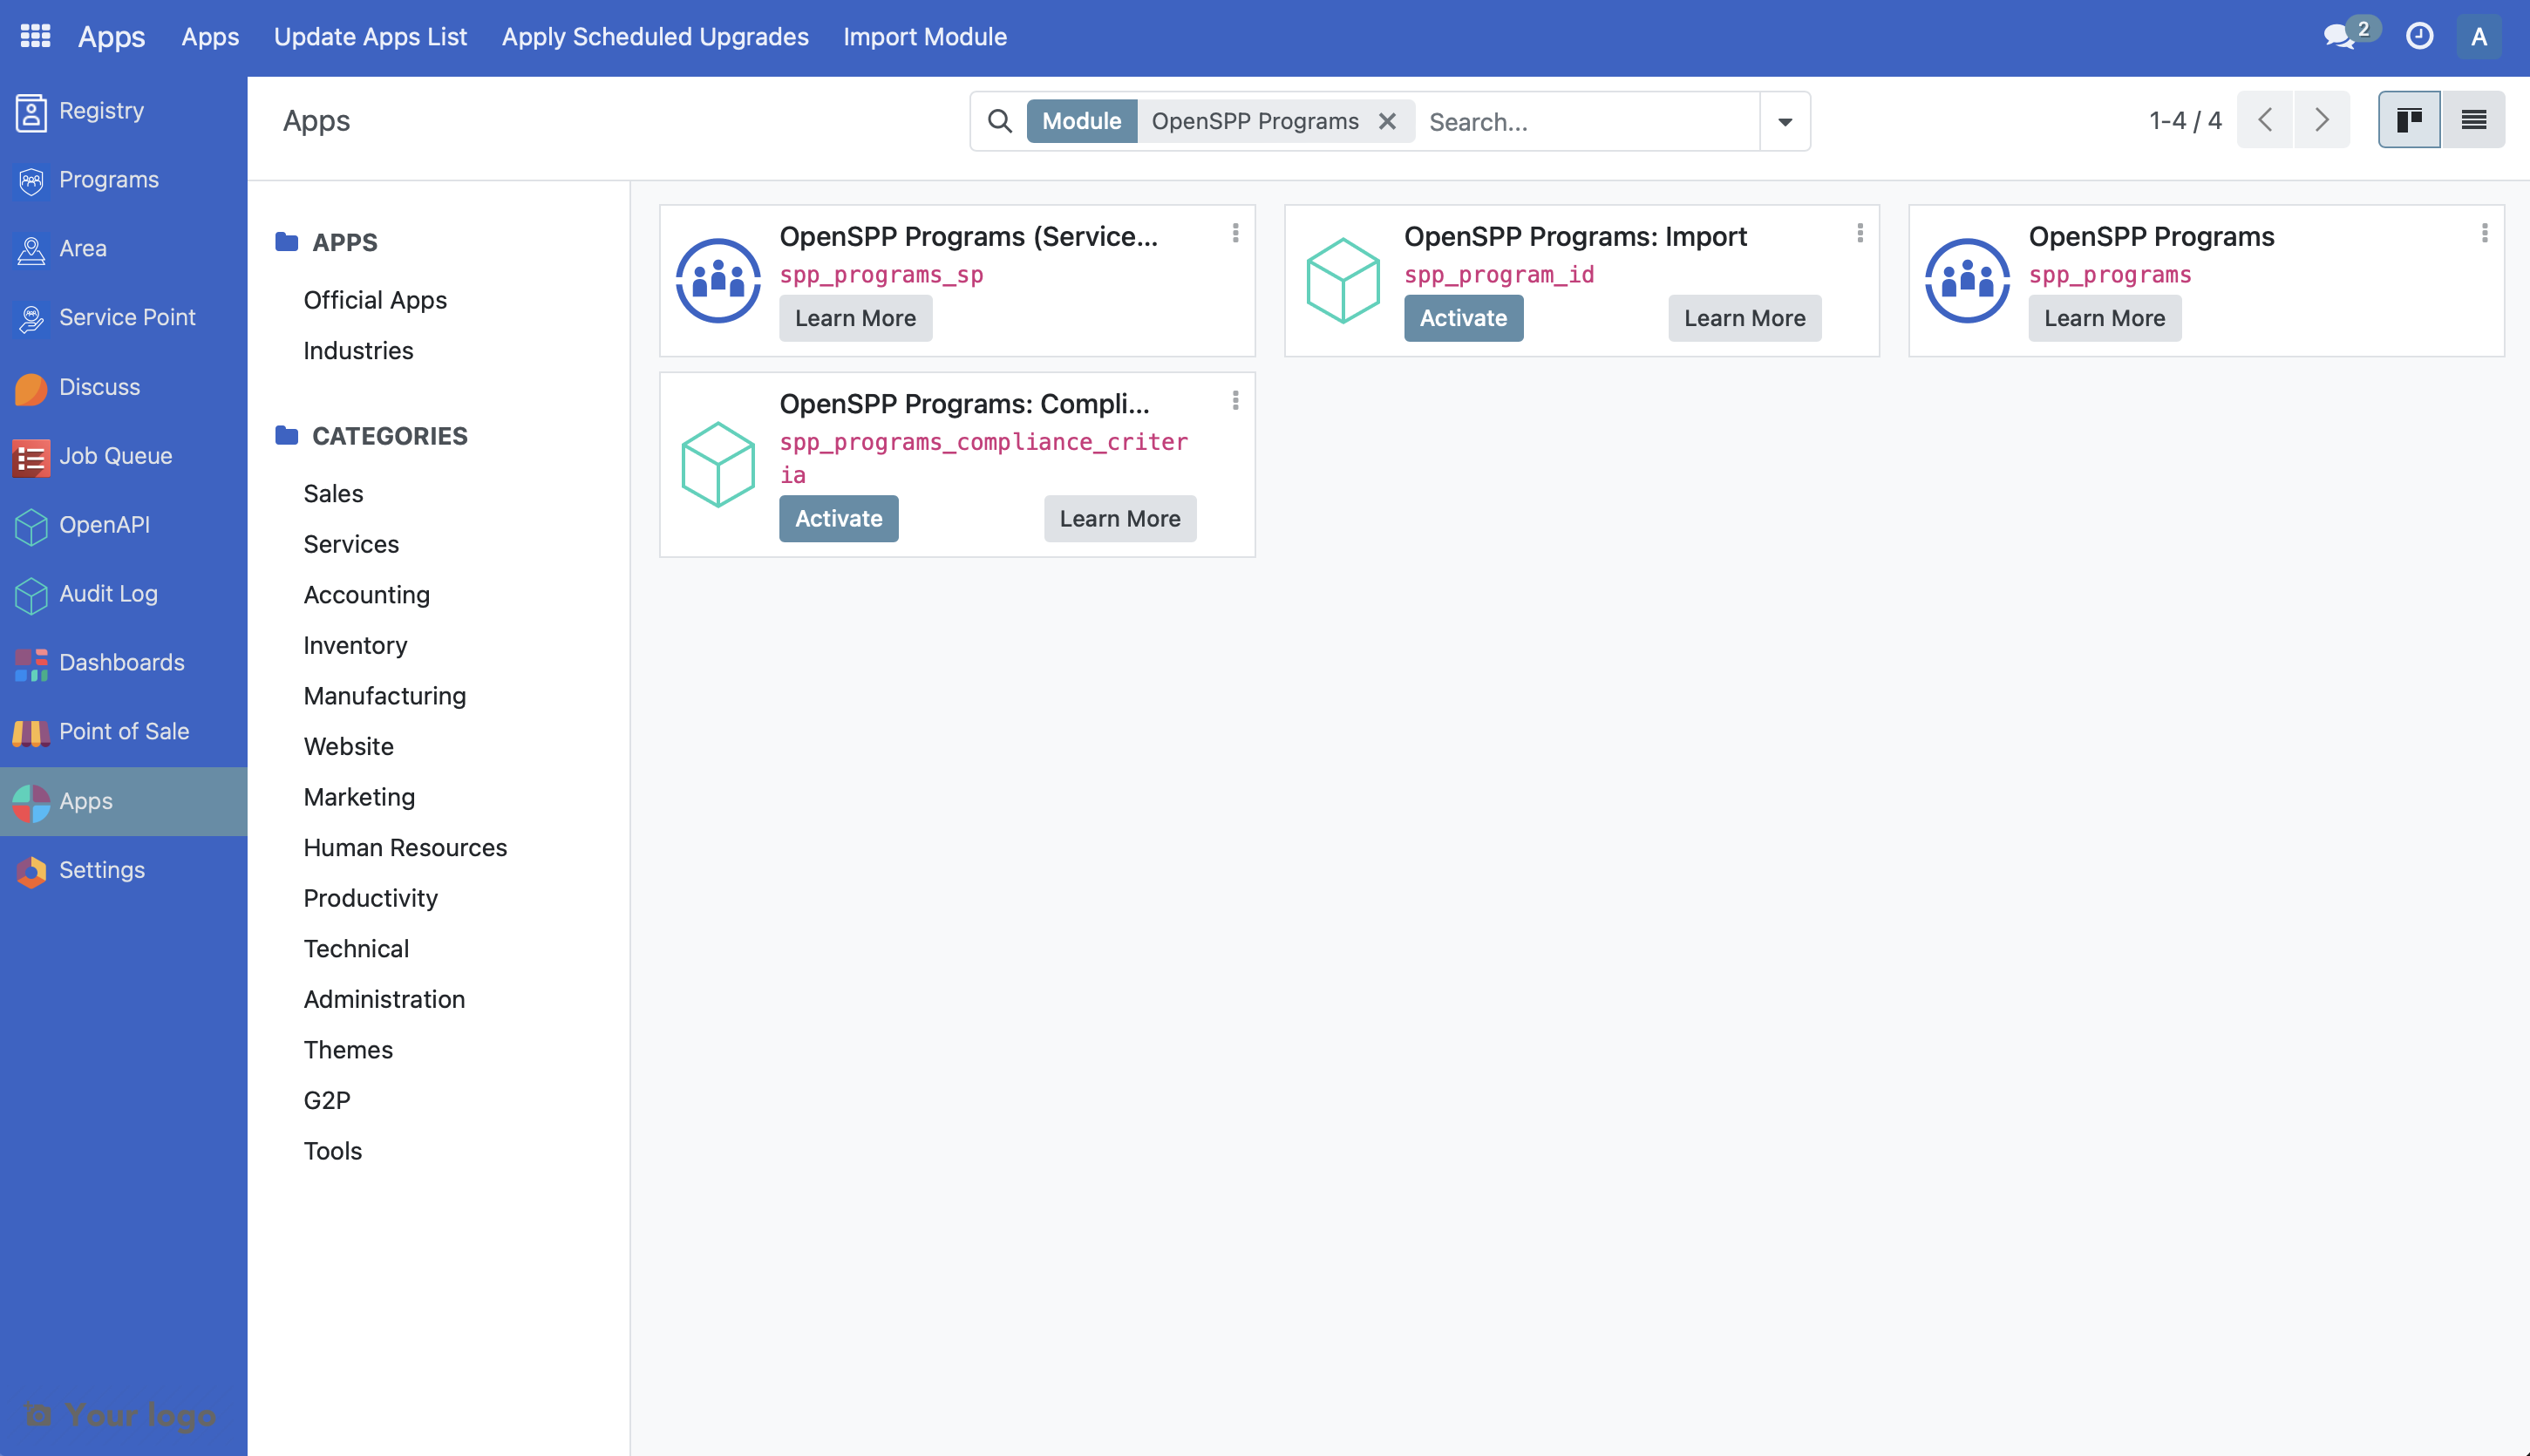 Apps
Apps
Update Apps List
Apply Scheduled Upgrades
Import Module
2
A
Registry
Programs
Area
Service Point
Discuss
Job Queue
OpenAPI
Audit Log
Dashboards
Point of Sale
Apps
Settings
Your logo
Apps
Module
OpenSPP Programs
Search...
1-4 / 4
APPS
Official Apps
Industries
CATEGORIES
Sales
Services
Accounting
Inventory
Manufacturing
Website
Marketing
Human Resources
Productivity
Technical
Administration
Themes
G2P
Tools
OpenSPP Programs (Service...
spp_programs_sp
Learn More
OpenSPP Programs: Import
spp_program_id
Activate
Learn More
OpenSPP Programs
spp_programs
Learn More
OpenSPP Programs: Compli...
spp_programs_compliance_criter
ia
Activate
Learn More